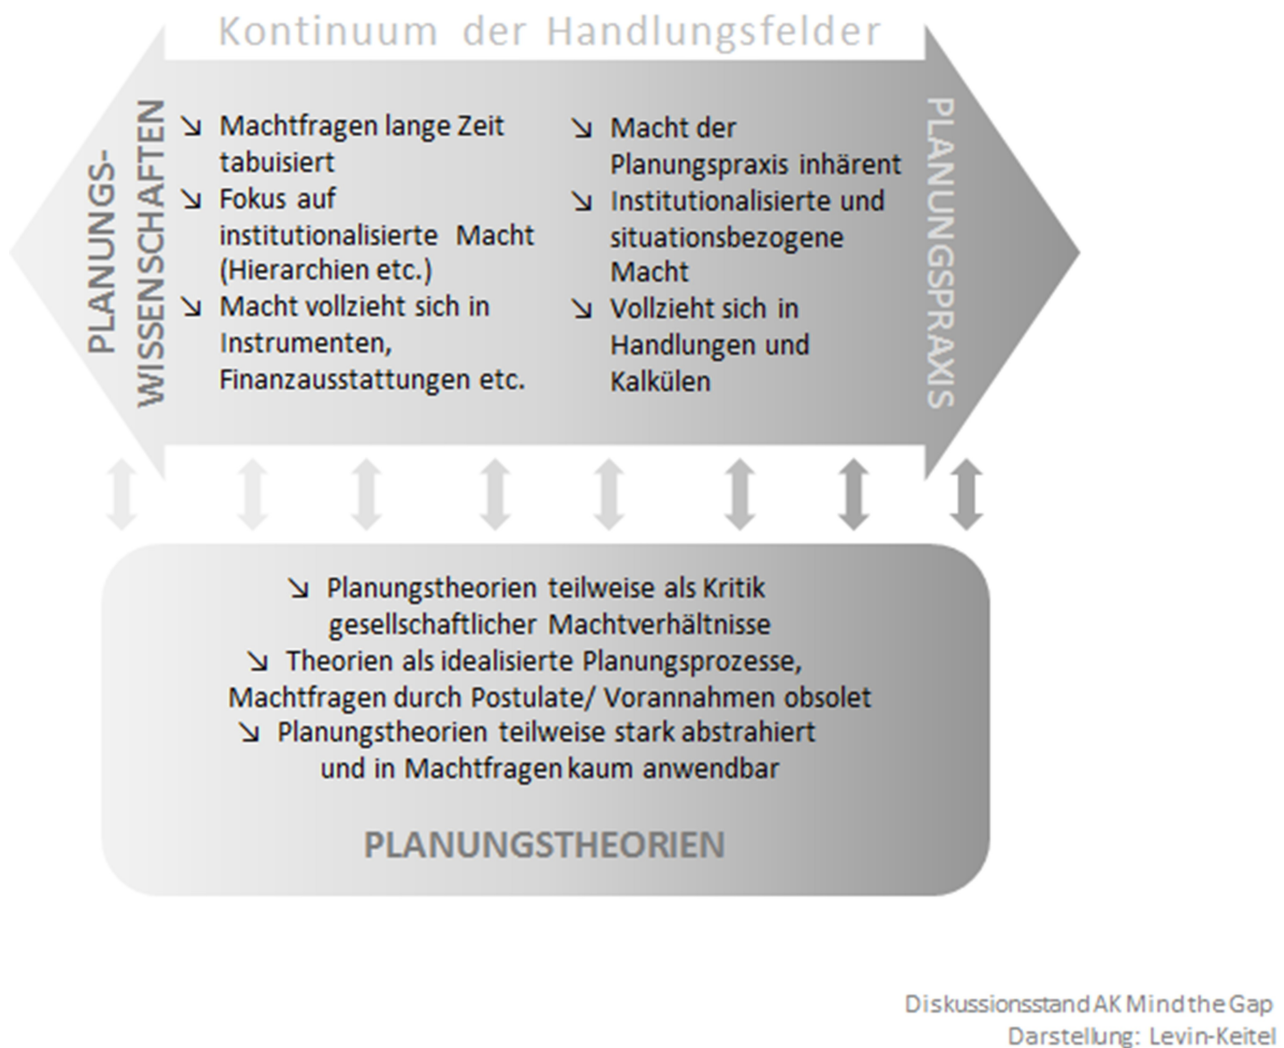 Kontinuum der Handlungsfelder
PLANUNGS-
WISSENSCHAFTEN
↘ Machtfragen lange Zeit
tabuisiert
↘ Fokus auf
institutionalisierte Macht
(Hierarchien etc.)
↘ Macht vollzieht sich in
Instrumenten,
Finanzausstattungen etc.
↘ Macht der
Planungspraxis inhärent
↘ Institutionalisierte und
situationsbezogene
Macht
↘ Vollzieht sich in
Handlungen und
Kalkülen
PLANUNGSPRAXIS
↘ Planungstheorien teilweise als Kritik
gesellschaftlicher Machtverhältnisse
↘ Theorien als idealisierte Planungsprozesse,
Machtfragen durch Postulate/ Vorannahmen obsolet
↘ Planungstheorien teilweise stark abstrahiert
und in Machtfragen kaum anwendbar
PLANUNGSTHEORIEN
Diskussionsstand AK Mind the Gap
Darstellung: Levin-Keitel